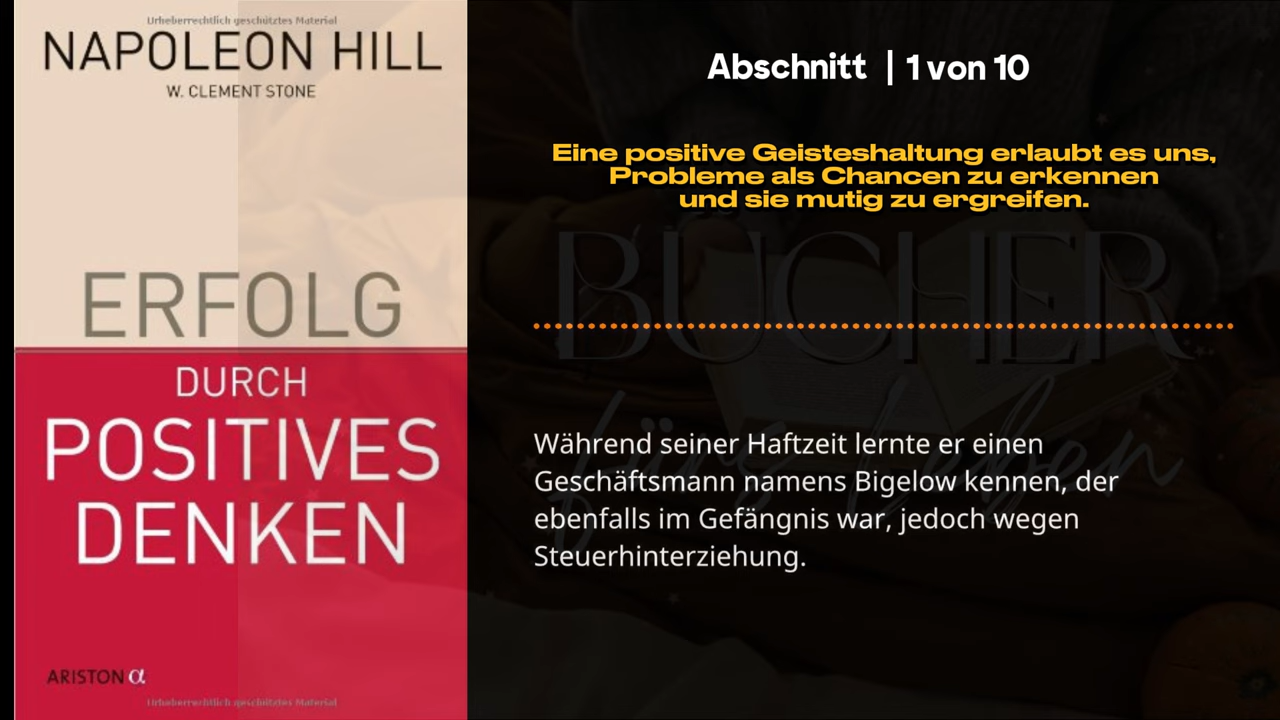 Urheberrechtlich geschütztes Material
NAPOLEON HILL
W. CLEMENT STONE
ERFOLG
DURCH
POSITIVES
DENKEN
ARISTON α
Urheberrechtlich geschütztes Material
Abschnitt | 1 von 10
Eine positive Geisteshaltung erlaubt es uns,
Probleme als Chancen zu erkennen
und sie mutig zu ergreifen.
BÜCHER
fürs Leben
Während seiner Haftzeit lernte er einen
Geschäftsmann namens Bigelow kennen, der
ebenfalls im Gefängnis war, jedoch wegen
Steuerhinterziehung.